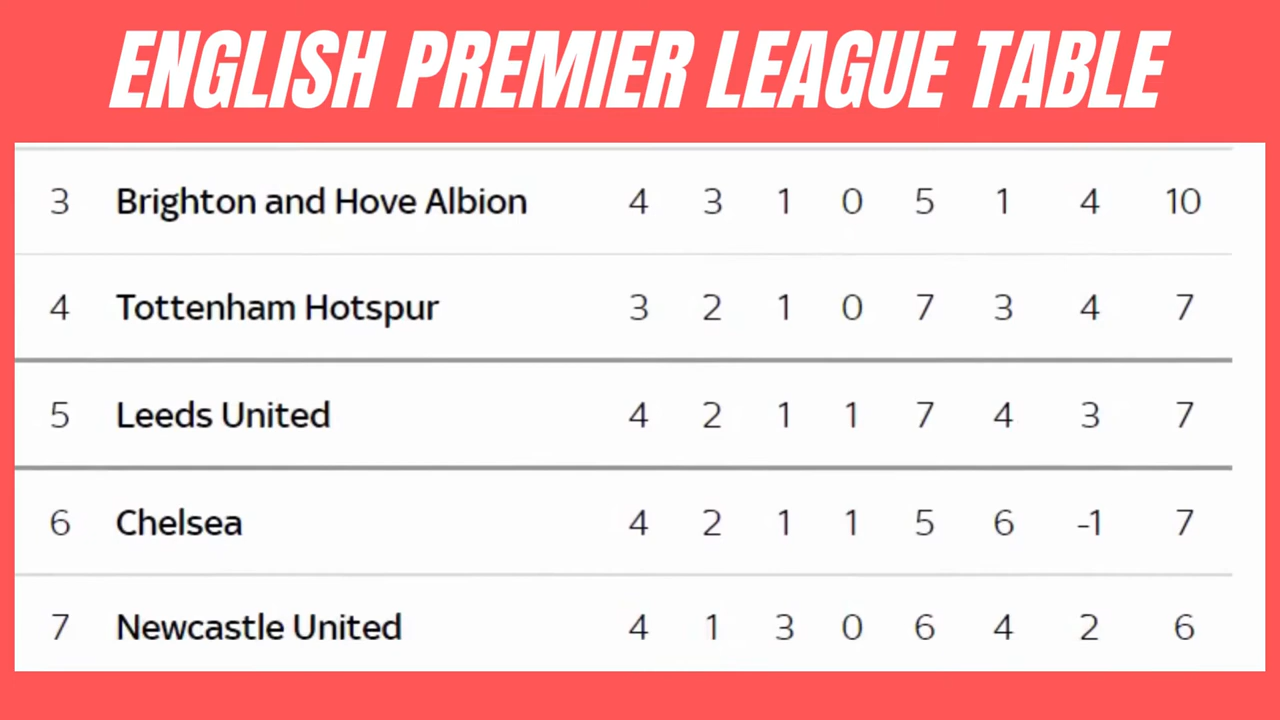 ENGLISH PREMIER LEAGUE TABLE
3 Brighton and Hove Albion 4 3 1 0 5 1 4 10
4 Tottenham Hotspur 3 2 1 0 7 3 4 7
5 Leeds United 4 2 1 1 7 4 3 7
6 Chelsea 4 2 1 1 5 6 -1 7
7 Newcastle United 4 1 3 0 6 4 2 6